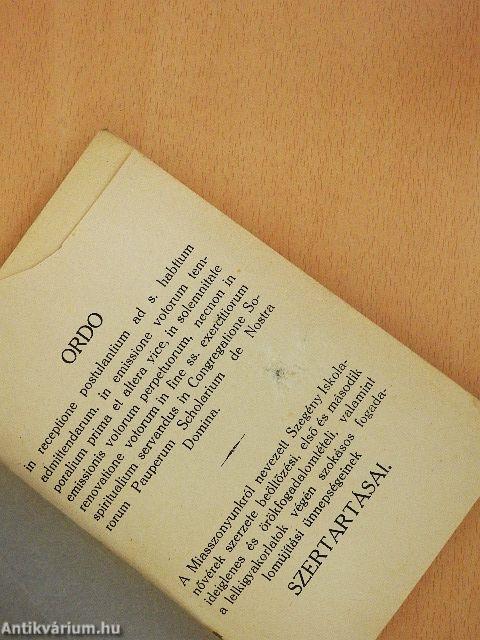 ORDO
in receptione postulantium ad s. habitum
admittendarum, in emissione votorum tem-
poralium prima et altera vice, in solemnitate
emissionis votorum perpetuorum, necnon in
renovatione votorum in fine ss. exercitiorum
spiritualium servandus in Congregatione So-
rorum Pauperum Scholarium de Nostra
Domina.
A Miasszonyunkról nevezett Szegény Iskola-
nővérek szerzete beöltözési, első és második
ideiglenes és örökfogadalomtételi, valamint
a lelkigyakorlatok végén szokásos fogada-
lomújítási ünnepségeinek
SZERTARTÁSAI.
Antikvárium.hu